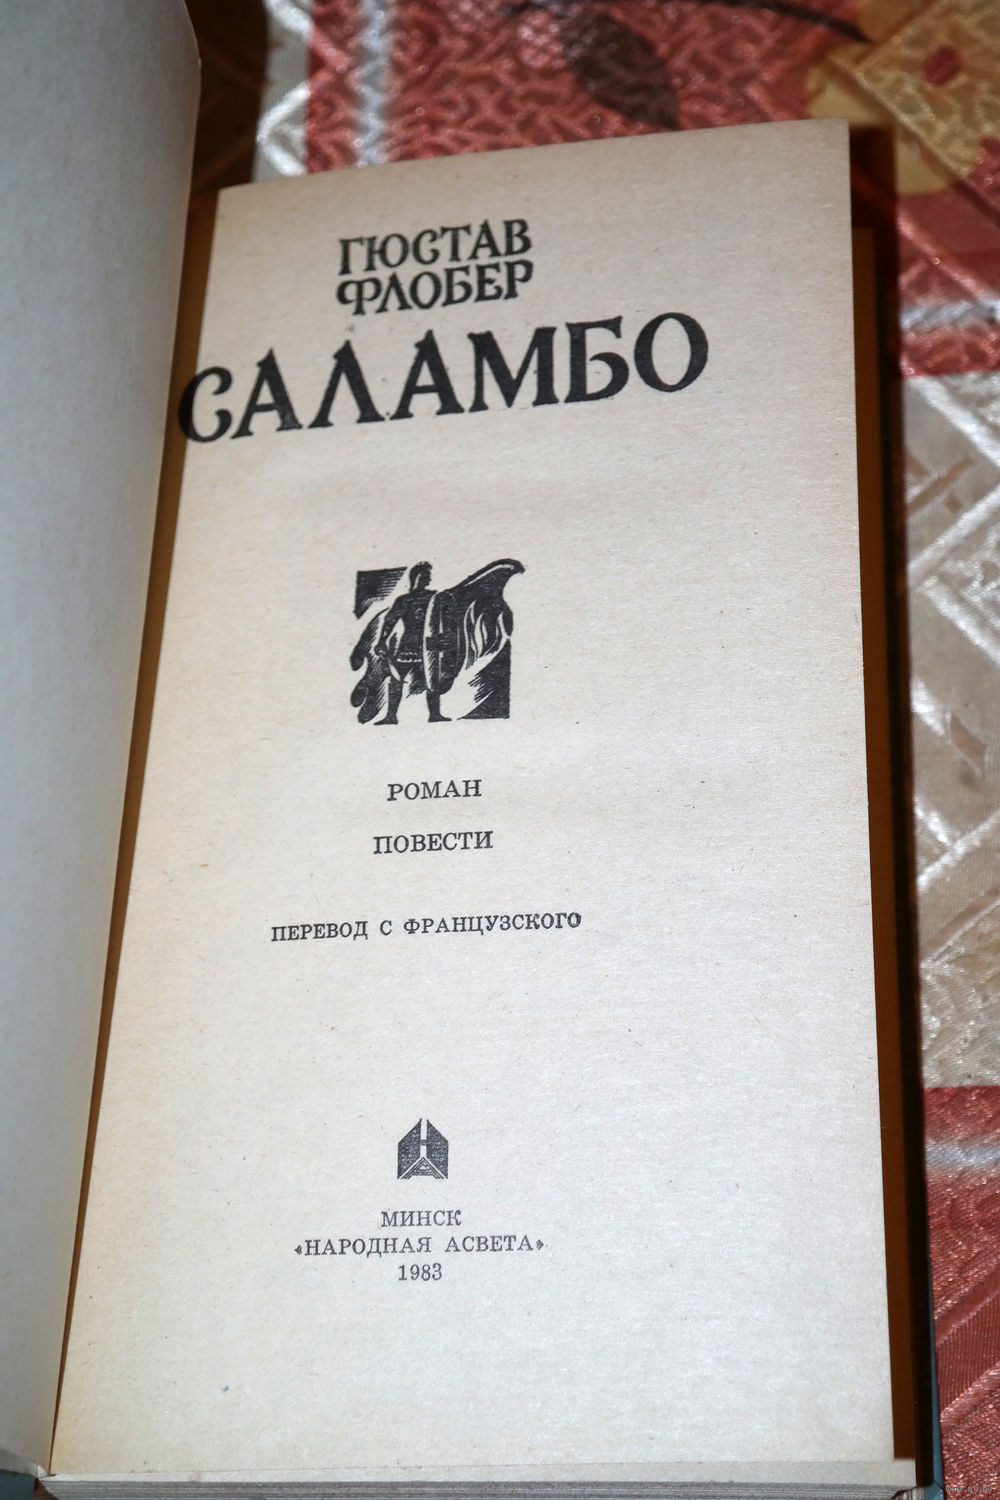 ГЮСТАВ
ФЛОБЕР
САЛАМБО
РОМАН
ПОВЕСТИ
ПЕРЕВОД С ФРАНЦУЗСКОГО
МИНСК
«НАРОДНАЯ АСВЕТА»
1983